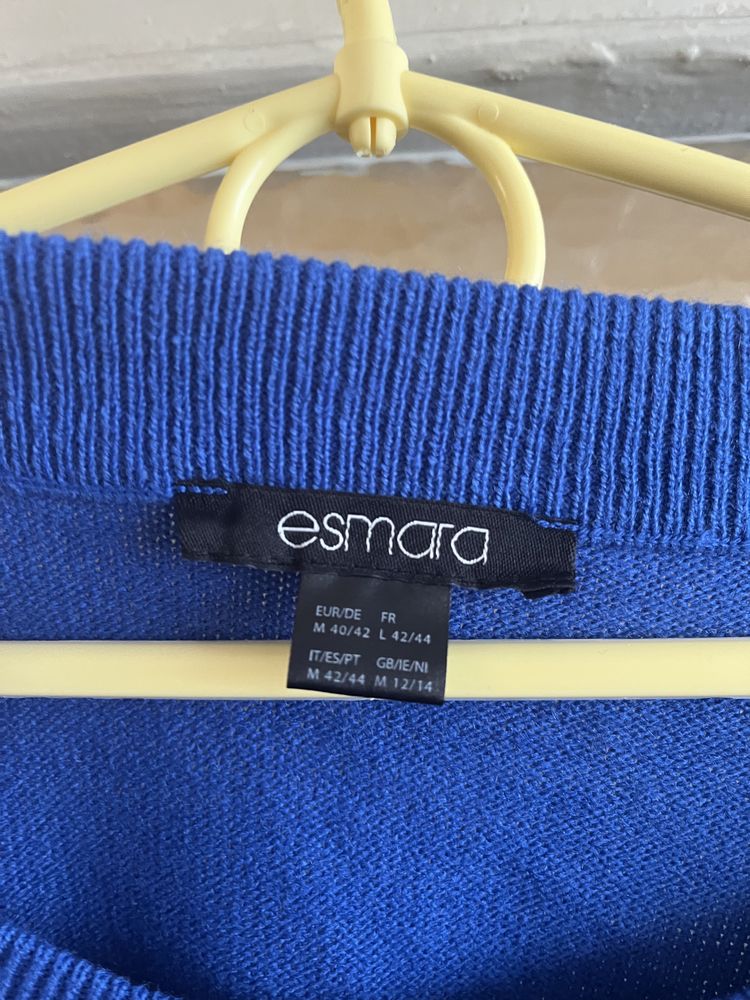 esmara
EUR/DE FR
M 40/42 L 42/44
IT/ES/PT GB/IE/NI
M 42/44 M 12/14